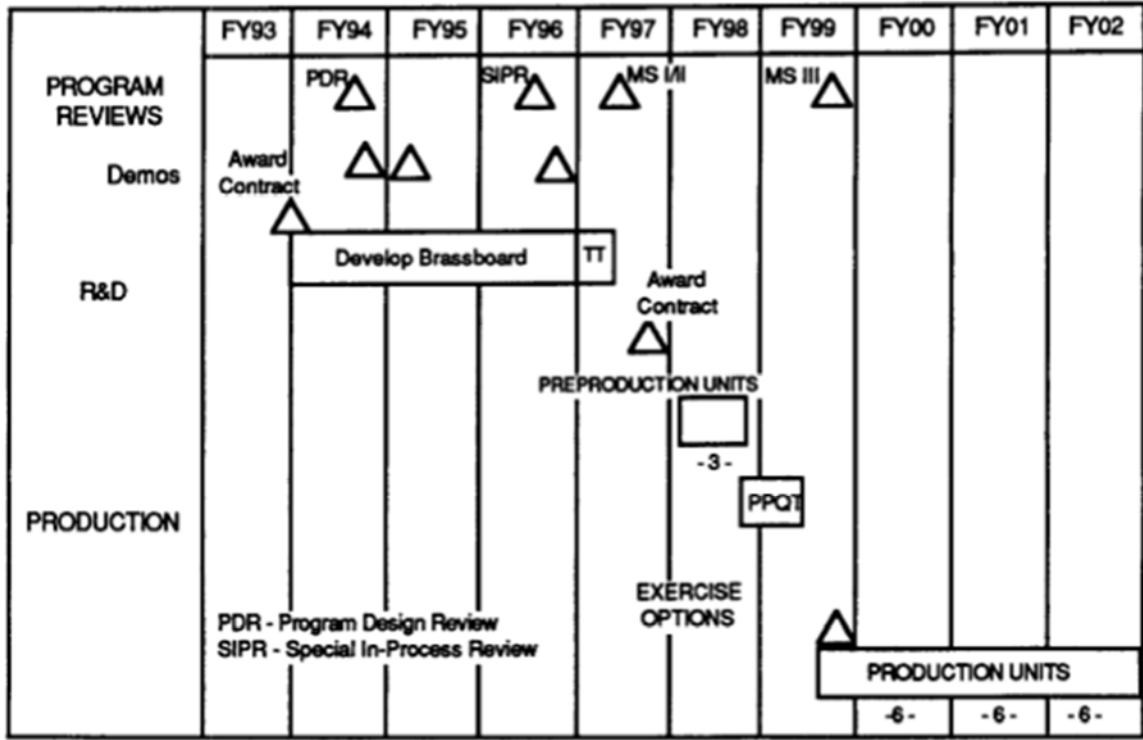 FY93 FY94 FY95 FY96 FY97 FY98 FY99 FY00 FY01 FY02
PROGRAM
REVIEWS
PDR
SIPR
MS I/II
MS III
Demos
Award
Contract
Develop Brassboard
TT
R&D
Award
Contract
PREPRODUCTION UNITS
- 3 -
PPQT
PRODUCTION
EXERCISE
OPTIONS
PDR - Program Design Review
SIPR - Special In-Process Review
PRODUCTION UNITS
-6 - - 6 - - 6 -